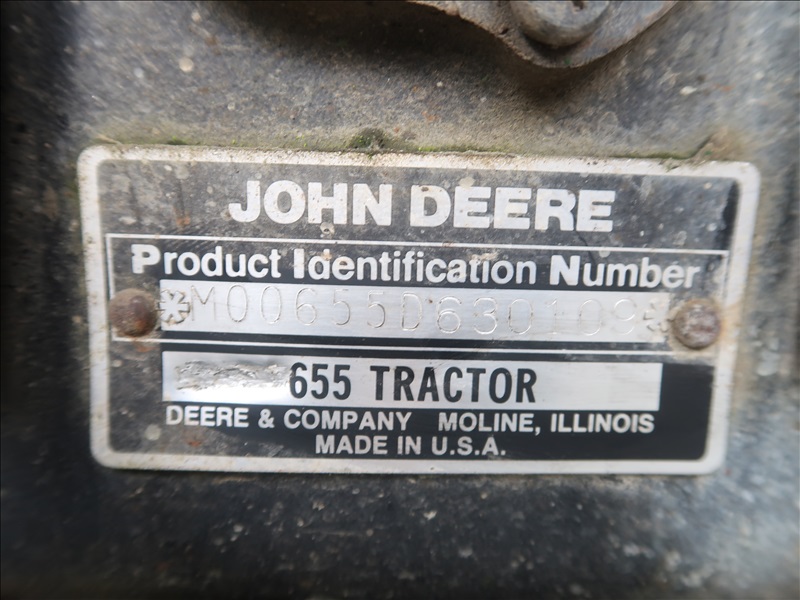 JOHN DEERE
Product Identification Number
*M00655D630109*
655 TRACTOR
DEERE & COMPANY MOLINE, ILLINOIS
MADE IN U.S.A.